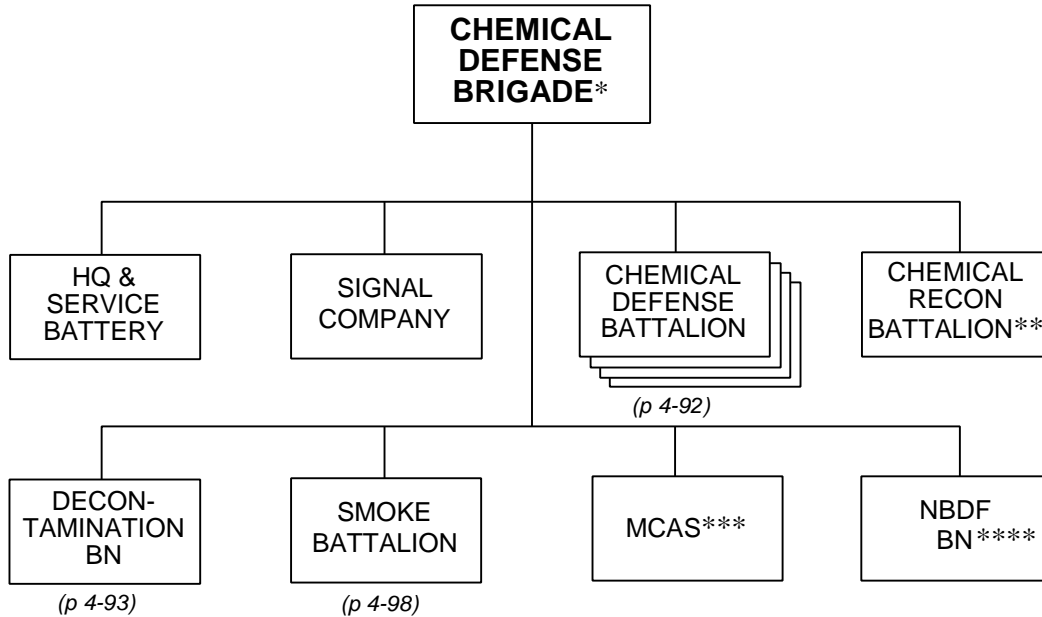 CHEMICAL
DEFENSE
BRIGADE*
HQ &
SERVICE
BATTERY
SIGNAL
COMPANY
CHEMICAL
DEFENSE
BATTALION
(p 4-92)
CHEMICAL
RECON
BATTALION**
DECON-
TAMINATION
BN
(p 4-93)
SMOKE
BATTALION
(p 4-98)
MCAS***
NBDF
BN****